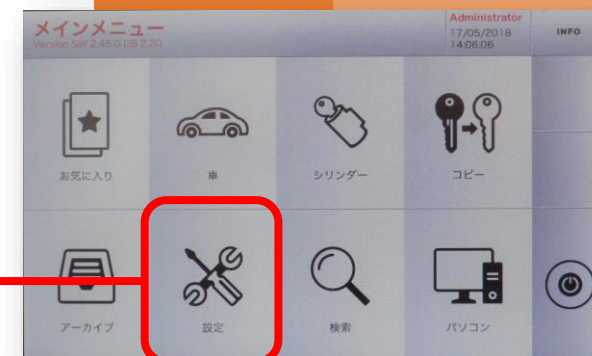 メインメニュー
Version SW 2.45.0 DB 2.20
Administrator
17/05/2018
14:06:06
INFO
お気に入り
車
シリンダー
コピー
アーカイブ
設定
検索
パソコン